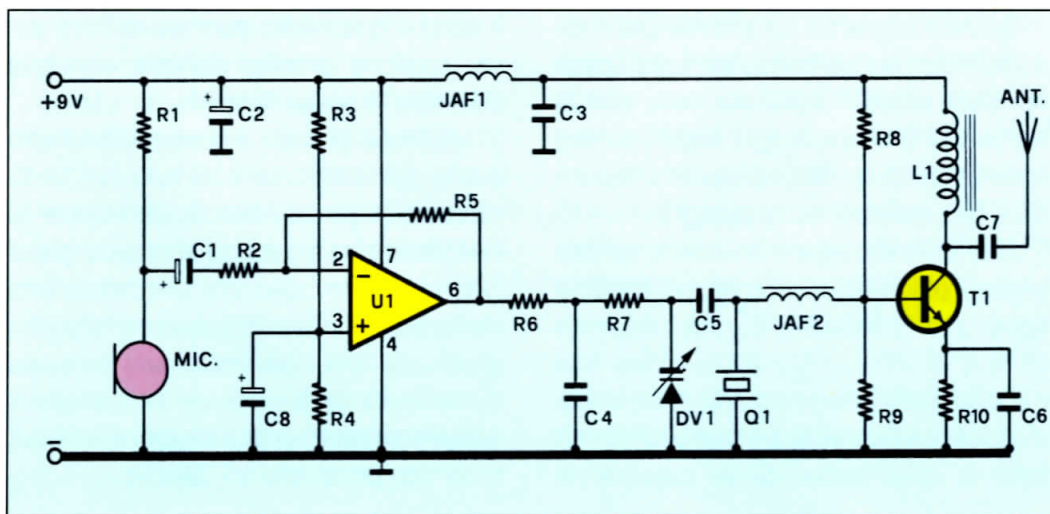 +9V
R1
C2
R3
JAF1
C3
R8
ANT.
L1
C7
R5
C1
R2
2
7
U1
6
3
4
R6
R7
C5
JAF2
T1
MIC.
C8
R4
C4
DV1
Q1
R9
R10
C6